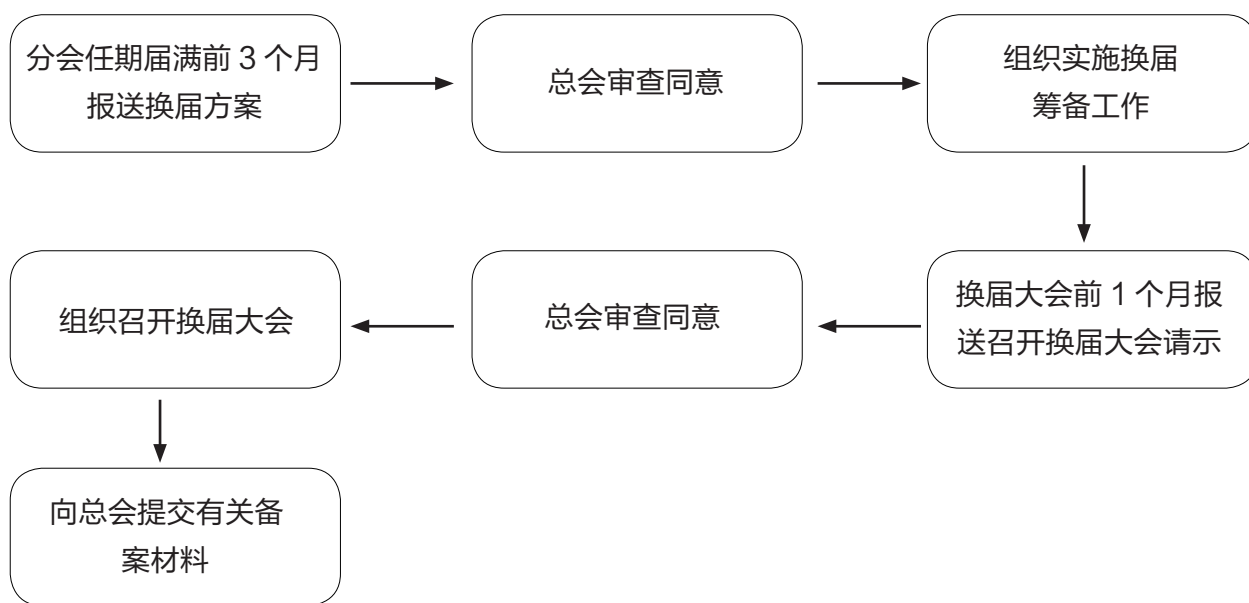 分会任期届满前 3 个月
报送换届方案
总会审查同意
组织实施换届
筹备工作
换届大会前 1 个月报
送召开换届大会请示
总会审查同意
组织召开换届大会
向总会提交有关备
案材料